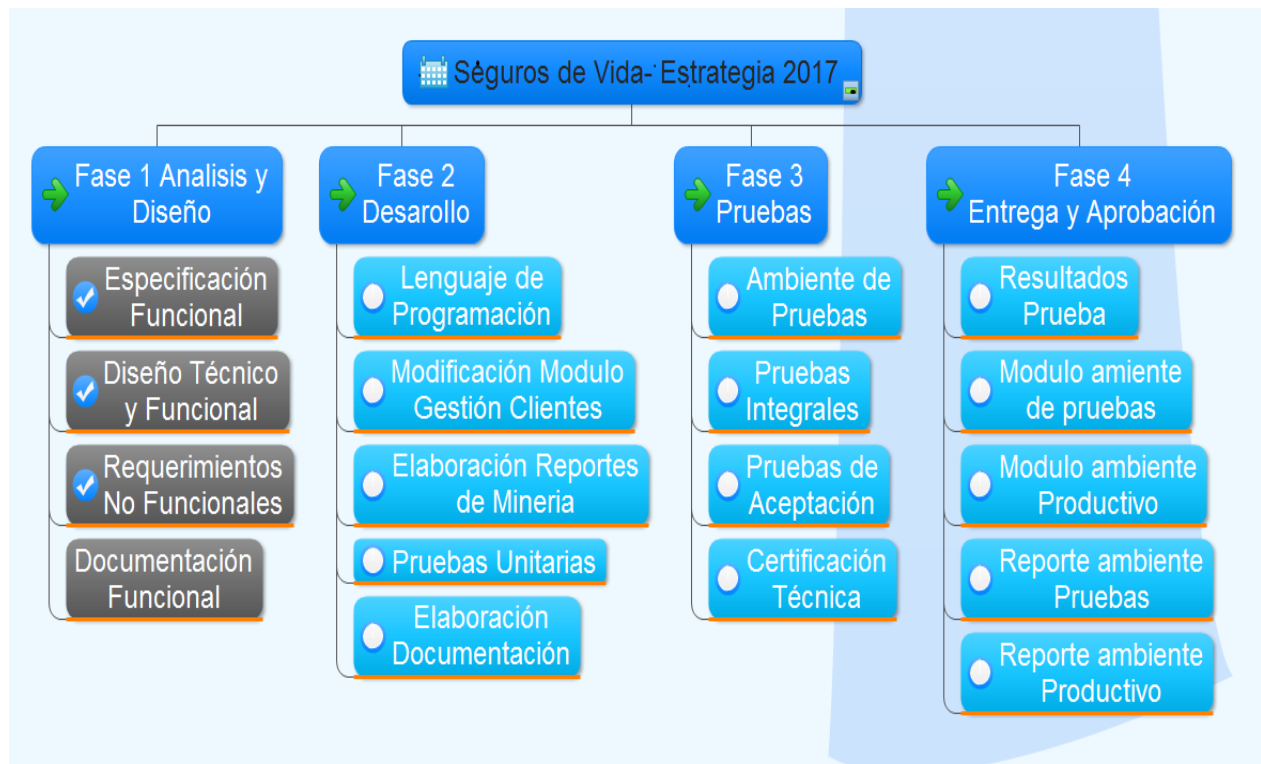 Seguros de Vida- Estrategia 2017
Fase 1 Analisis y
Diseño
Especificación
Funcional
Diseño Técnico
y Funcional
Requerimientos
No Funcionales
Documentación
Funcional
Fase 2
Desarollo
Lenguaje de
Programación
Modificación Modulo
Gestión Clientes
Elaboración Reportes
de Mineria
Pruebas Unitarias
Elaboración
Documentación
Fase 3
Pruebas
Ambiente de
Pruebas
Pruebas
Integrales
Pruebas de
Aceptación
Certificación
Técnica
Fase 4
Entrega y Aprobación
Resultados
Prueba
Modulo amiente
de pruebas
Modulo ambiente
Productivo
Reporte ambiente
Pruebas
Reporte ambiente
Productivo